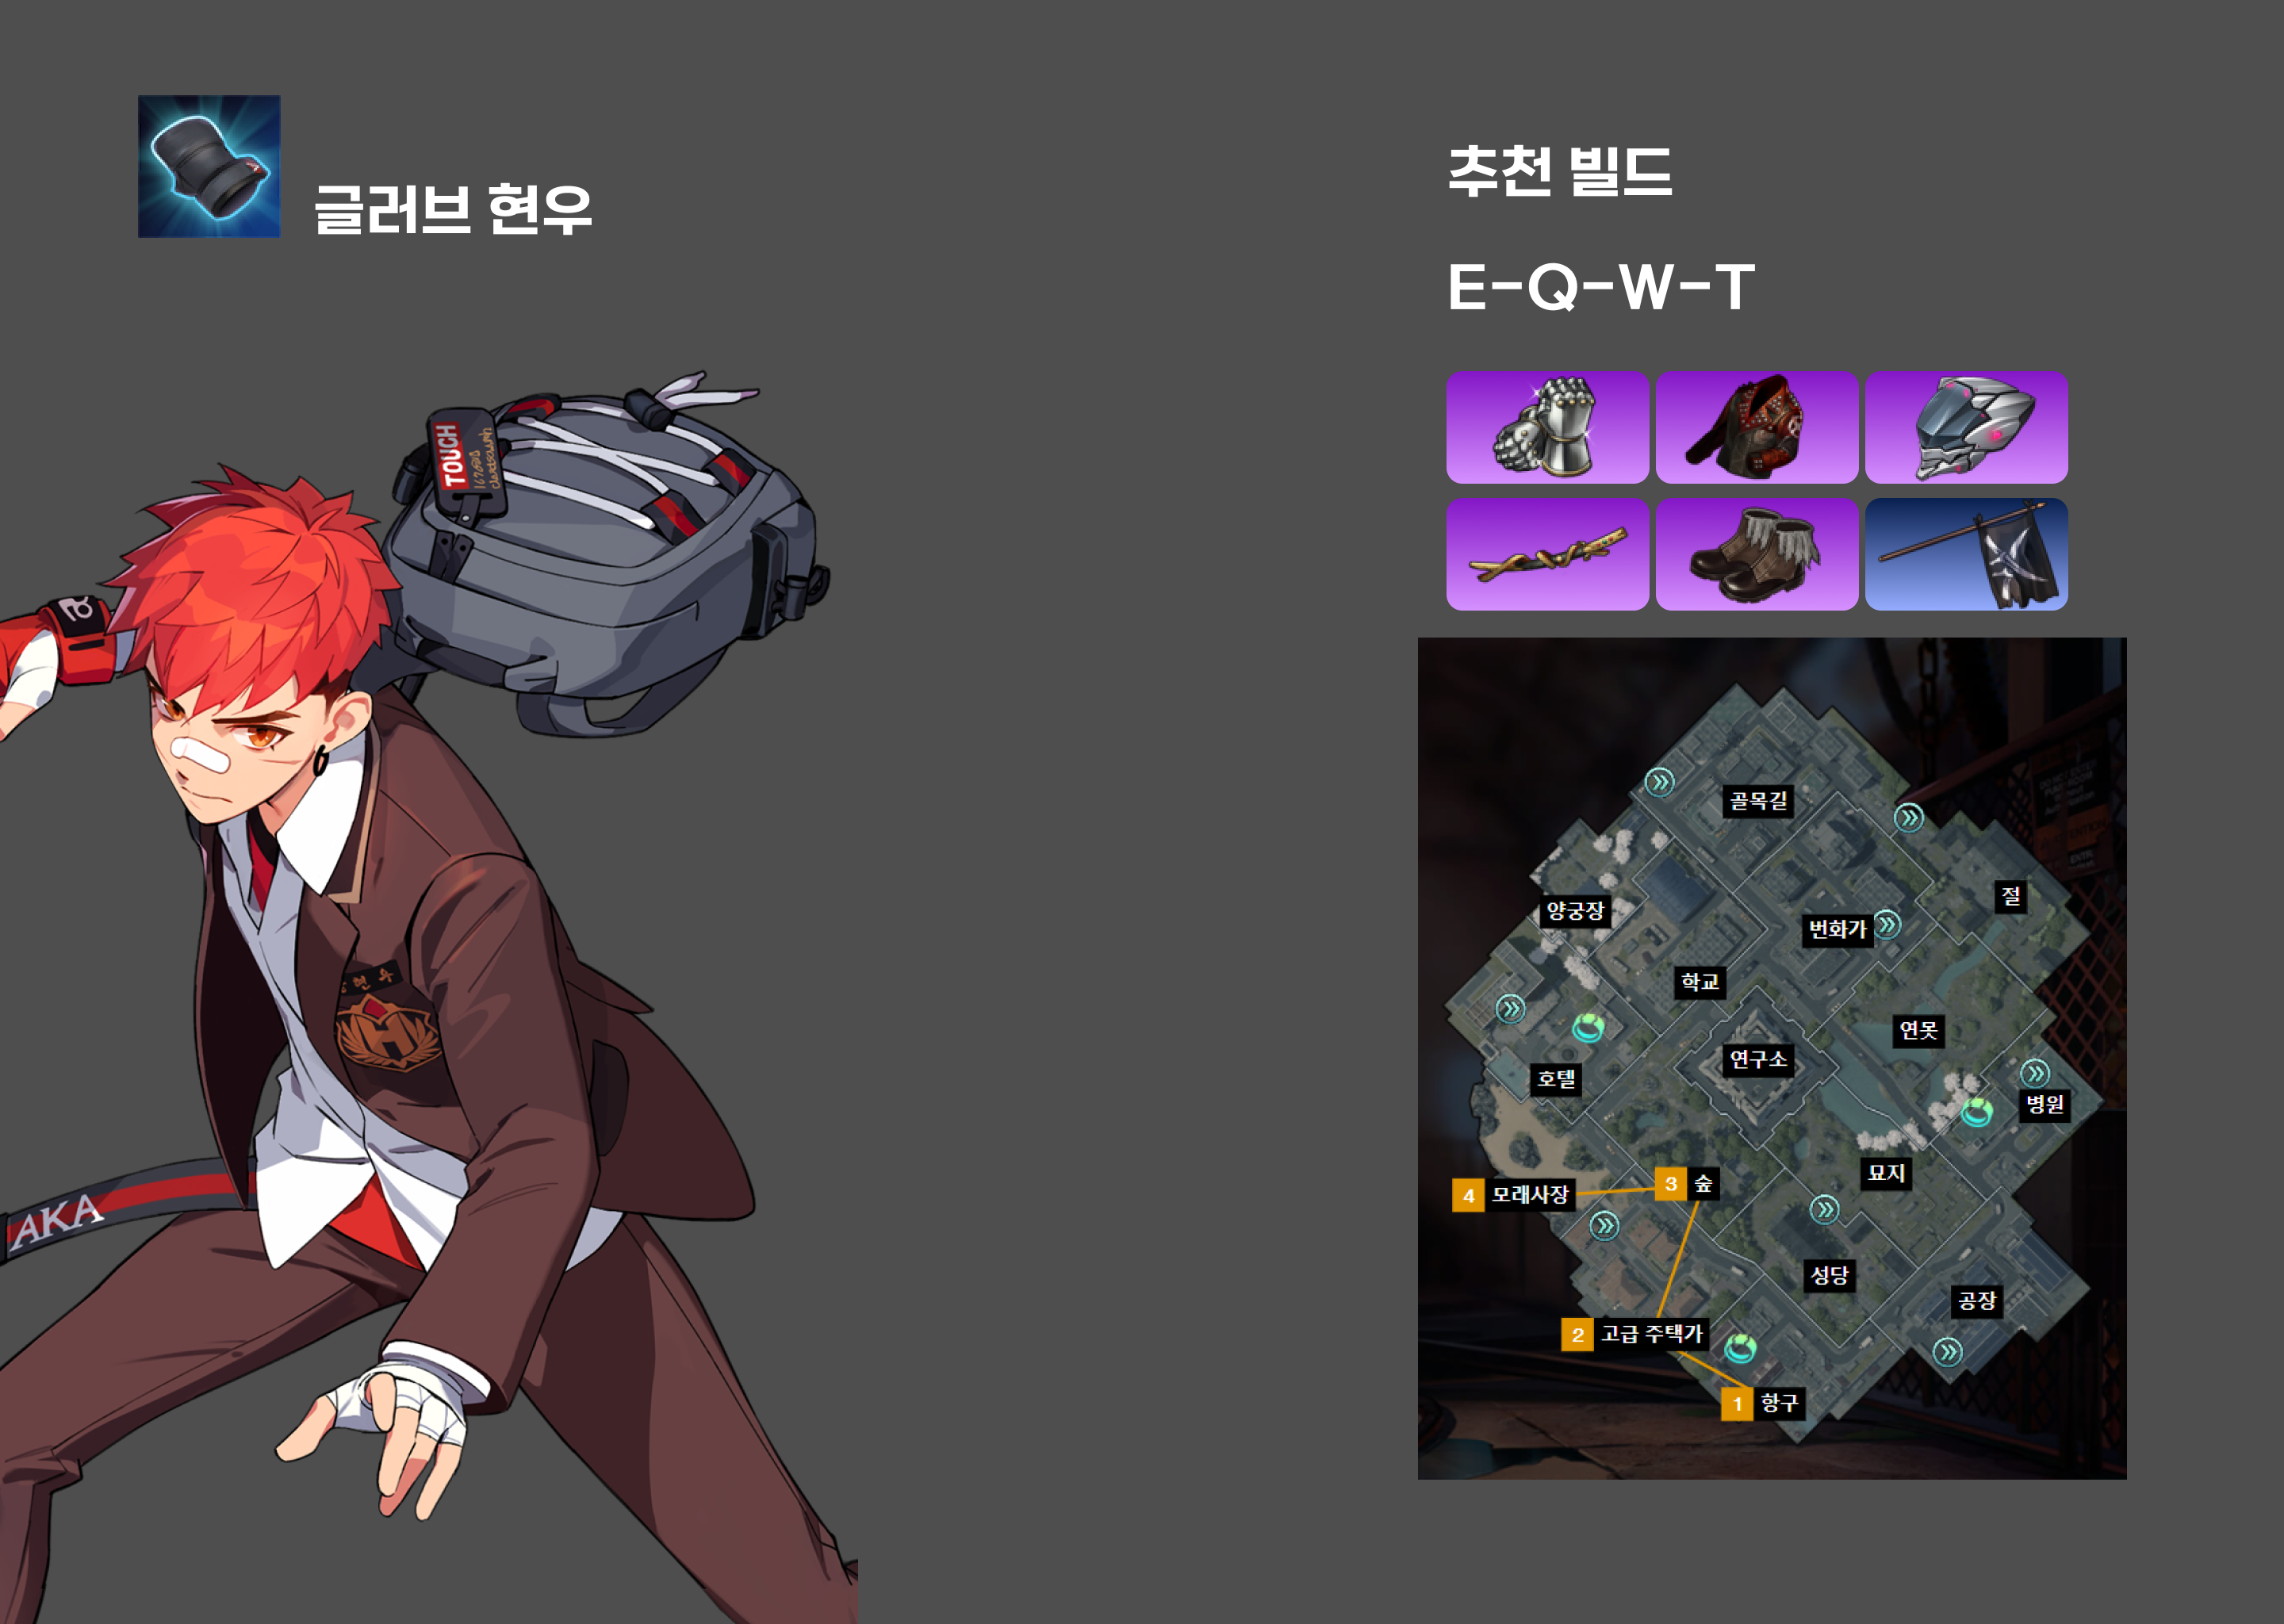 글러브 현우
추천 빌드
E-Q-W-T
TOUCH
AKA
골목길
절
양궁장
번화가
학교
연못
연구소
호텔
병원
묘지
3 숲
4 모래사장
성당
공장
2 고급 주택가
1 항구